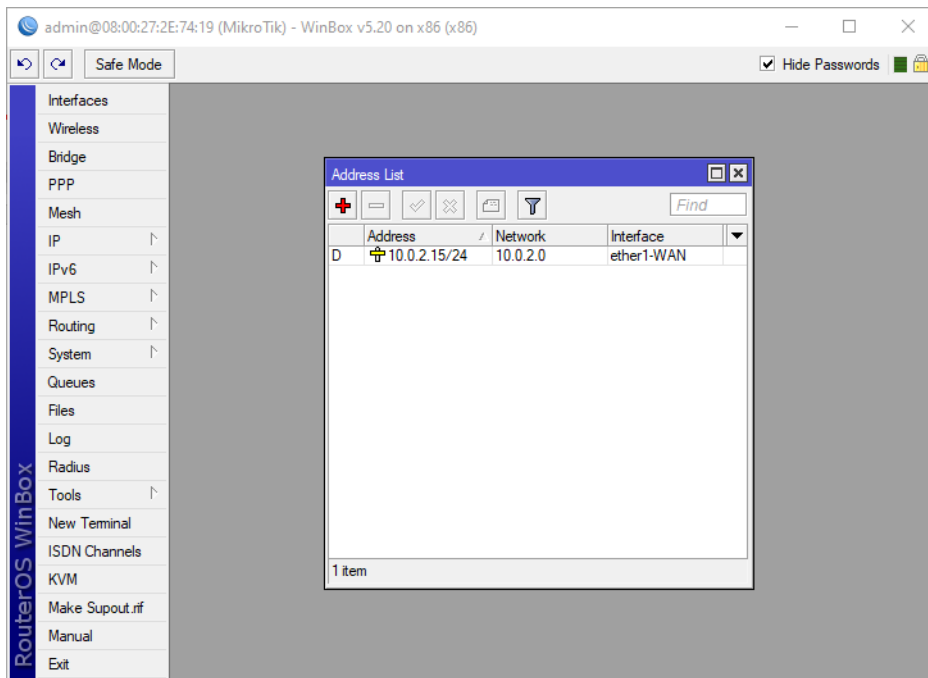 admin@08:00:27:2E:74:19 (MikroTik) - WinBox v5.20 on x86 (x86)
Safe Mode
Hide Passwords
Interfaces
Wireless
Bridge
PPP
Mesh
IP
IPv6
MPLS
Routing
System
Queues
Files
Log
Radius
Tools
New Terminal
ISDN Channels
KVM
Make Supout.rif
Manual
Exit
RouterOS WinBox
Address List
Find
Address Network Interface
D 10.0.2.15/24 10.0.2.0 ether1-WAN
1 item